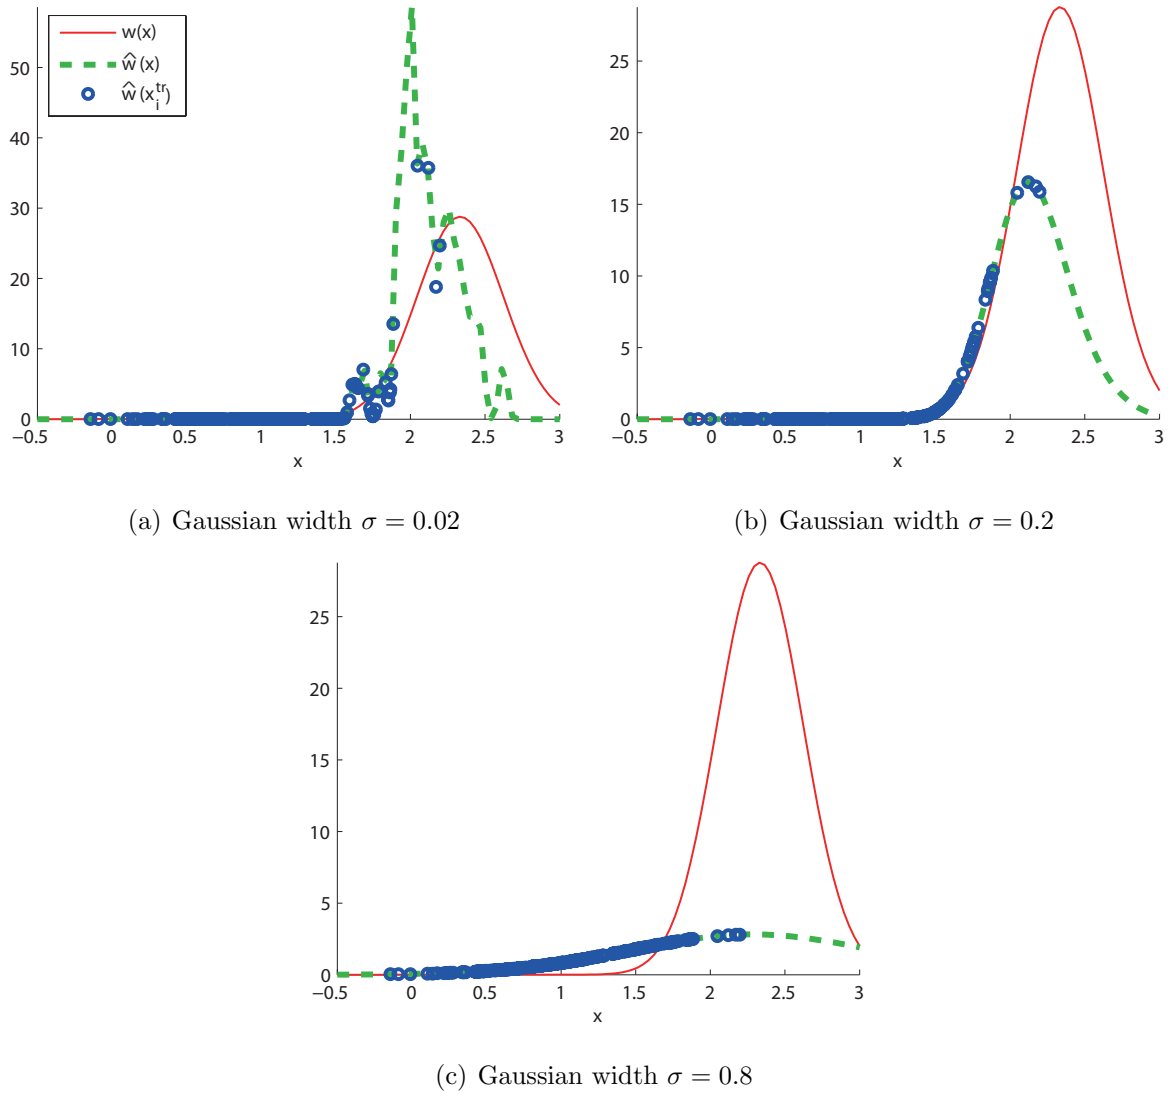 w(x)
ŵ(x)
ŵ(x_i^tr)
50
40
30
20
10
0
−0.5 0 0.5 1 1.5 2 2.5 3
x
(a) Gaussian width σ = 0.02
25
20
15
10
5
0
−0.5 0 0.5 1 1.5 2 2.5 3
x
(b) Gaussian width σ = 0.2
25
20
15
10
5
0
−0.5 0 0.5 1 1.5 2 2.5 3
x
(c) Gaussian width σ = 0.8